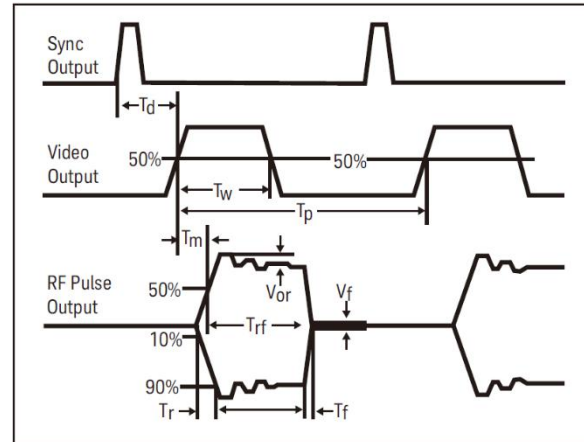 Sync
Output
Td
Video
Output
50%
50%
Tw
Tp
Tm
RF Pulse
Output
50%
Vor
Vf
Trf
10%
90%
Tr
Tf